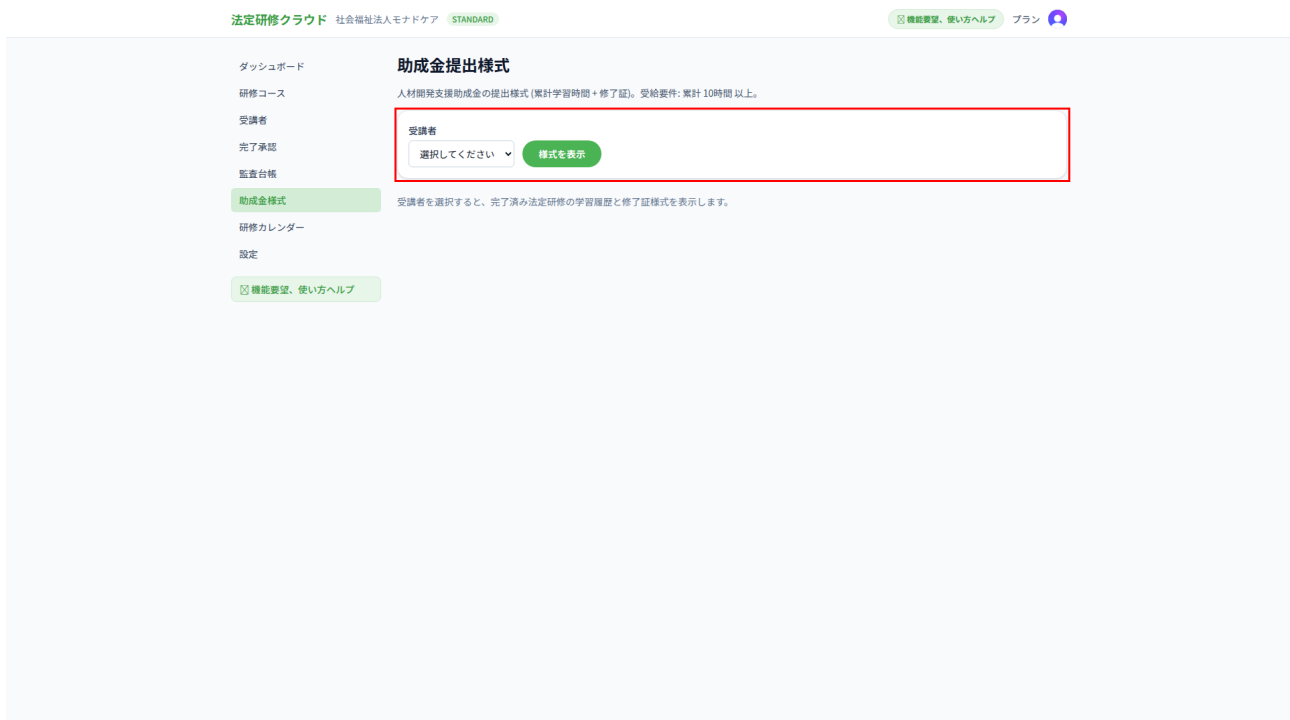 法定研修クラウド 社会福祉法人モナドケア STANDARD
機能要望、使い方ヘルプ プラン
ダッシュボード
研修コース
受講者
完了承認
監査台帳
助成金様式
研修カレンダー
設定
機能要望、使い方ヘルプ
助成金提出様式
人材開発支援助成金の提出様式 (累計学習時間 + 修了証)。受給要件: 累計 10時間 以上。
受講者
選択してください 様式を表示
受講者を選択すると、完了済み法定研修の学習履歴と修了証様式を表示します。